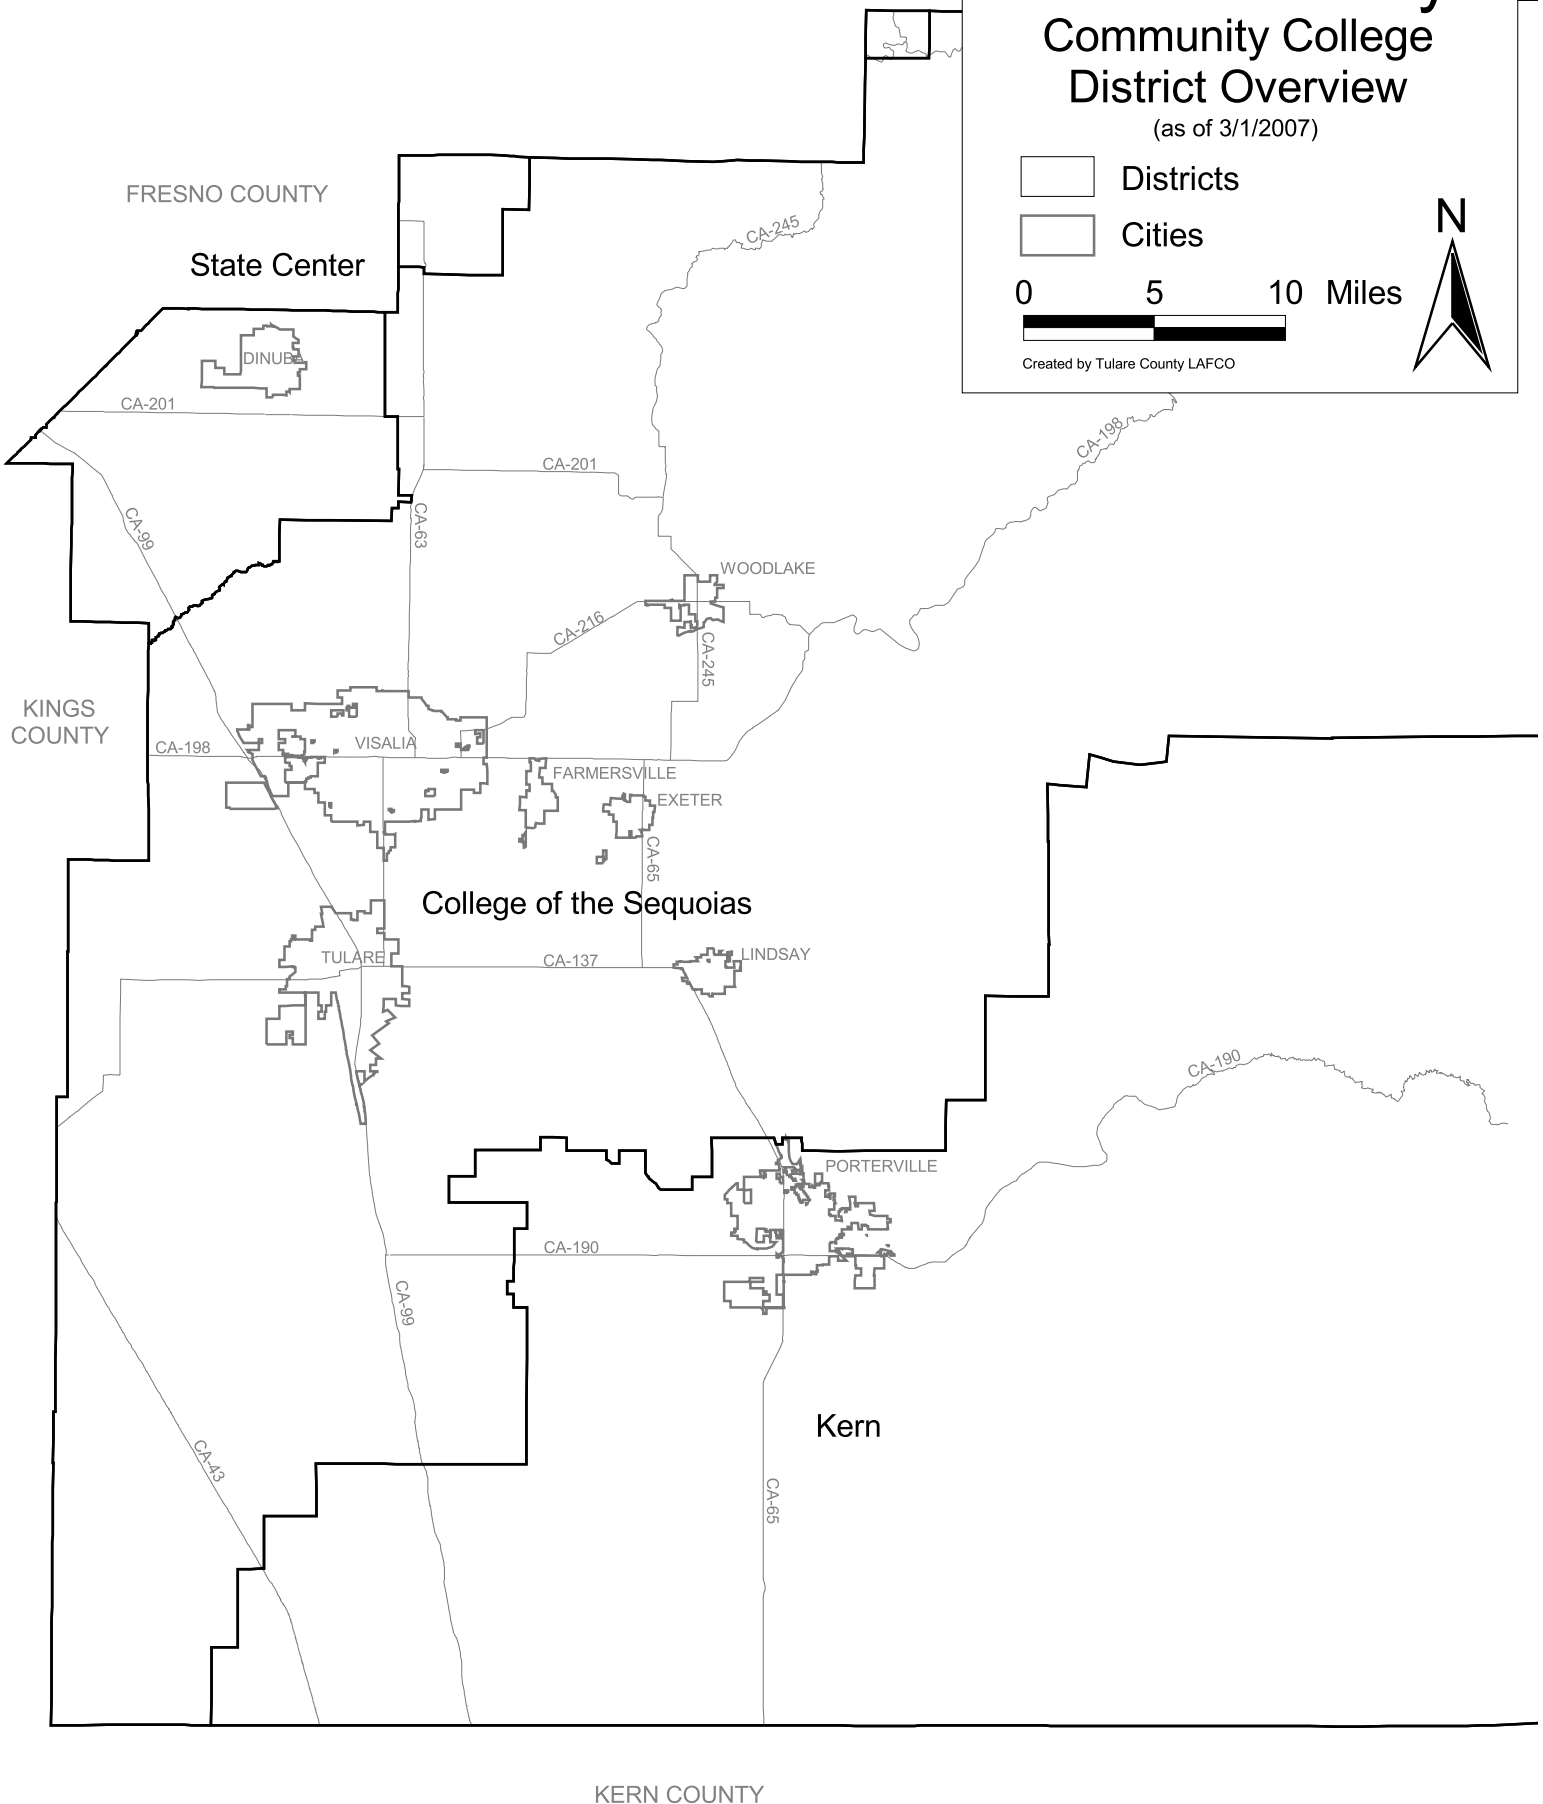 Community College
District Overview
(as of 3/1/2007)
Districts
Cities
N
0 5 10 Miles
Created by Tulare County LAFCO
FRESNO COUNTY
State Center
CA-245
DINUBA
CA-201
CA-198
CA-201
CA-99
CA-63
WOODLAKE
CA-216
CA-245
KINGS
COUNTY
CA-198
VISALIA
FARMERSVILLE
EXETER
CA-65
College of the Sequoias
TULARE
CA-137
LINDSAY
CA-190
PORTERVILLE
CA-190
CA-99
Kern
CA-43
CA-65
KERN COUNTY